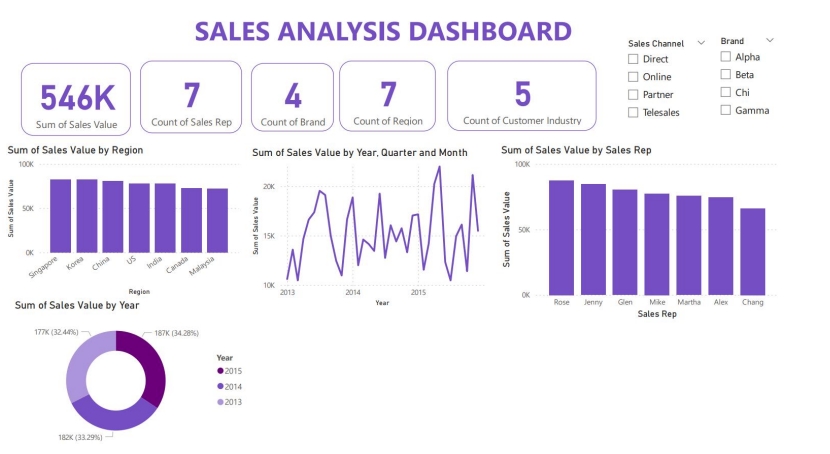 SALES ANALYSIS DASHBOARD
Sales Channel
Direct
Online
Partner
Telesales
Brand
Alpha
Beta
Chi
Gamma
546K
Sum of Sales Value
7
Count of Sales Rep
4
Count of Brand
7
Count of Region
5
Count of Customer Industry
Sum of Sales Value by Region
Sum of Sales Value
100K
50K
0K
Singapore
Korea
China
US
India
Canada
Malaysia
Region
Sum of Sales Value by Year, Quarter and Month
Sum of Sales Value
20K
15K
10K
2013
2014
2015
Year
Sum of Sales Value by Sales Rep
Sum of Sales Value
100K
50K
0K
Rose
Jenny
Glen
Mike
Martha
Alex
Chang
Sales Rep
Sum of Sales Value by Year
177K (32.44%)
187K (34.28%)
182K (33.29%)
Year
2015
2014
2013